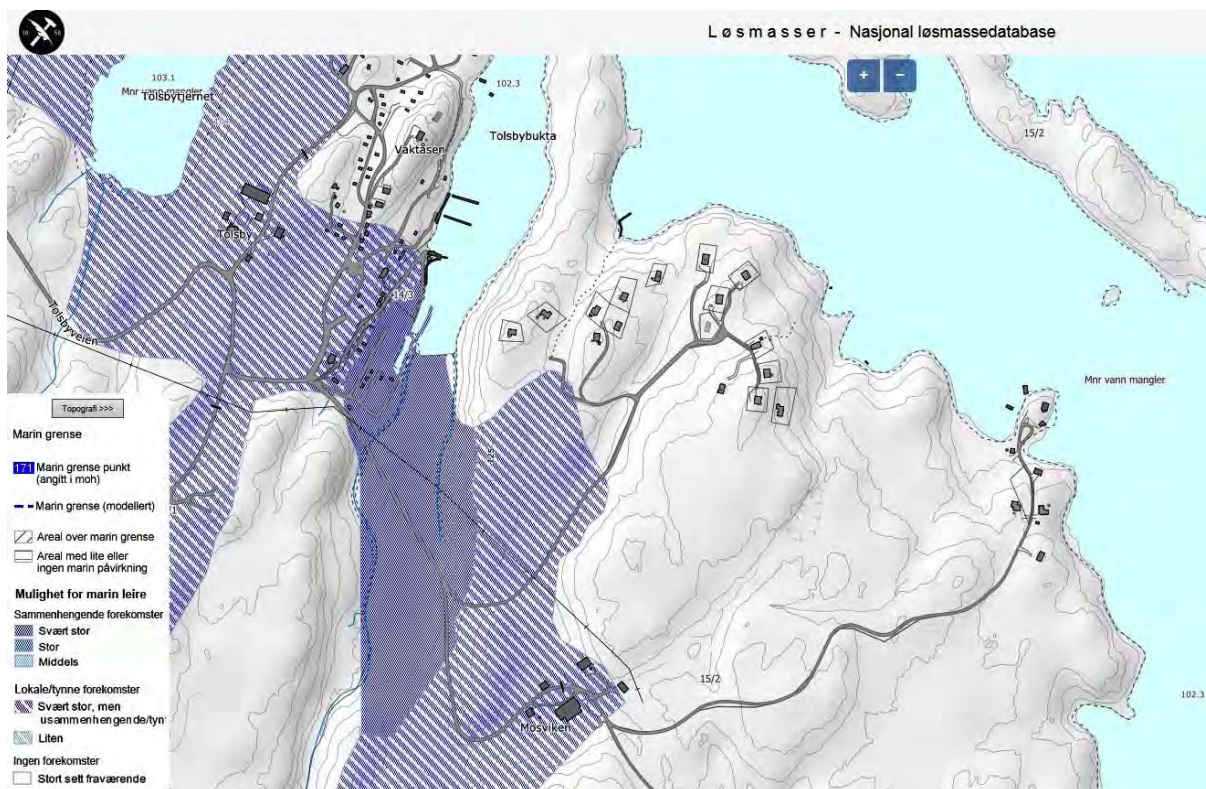 Løsmasser - Nasjonal løsmassedatabase
+ -
103.1
Mnr vann mangler
Tolsbytjernet
102.3
Tolsbybukta
15/2
Vaktåsen
Tolsby
14/3
Tolsbyveien
Mnr vann mangler
125
15/2
102.3
Mosviken
Topografi >>>
Marin grense
171 Marin grense punkt
(angitt i moh)
Marin grense (modellert)
Areal over marin grense
Areal med lite eller
ingen marin påvirkning
Mulighet for marin leire
Sammenhengende forekomster
Svært stor
Stor
Middels
Lokale/tynne forekomster
Svært stor, men
usammenhengende/tyn
Liten
Ingen forekomster
Stort sett fraværende